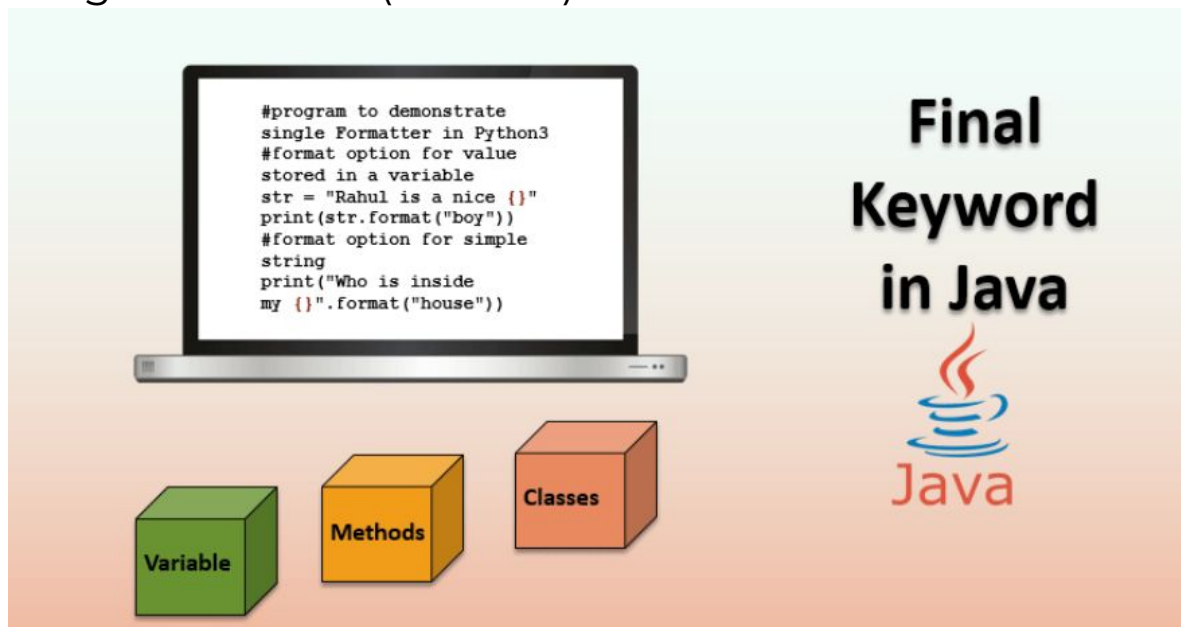 #program to demonstrate
single Formatter in Python3
#format option for value
stored in a variable
str = "Rahul is a nice {}"
print(str.format("boy"))
#format option for simple
string
print("Who is inside
my {}".format("house"))
Final
Keyword
in Java
Java
Variable
Methods
Classes